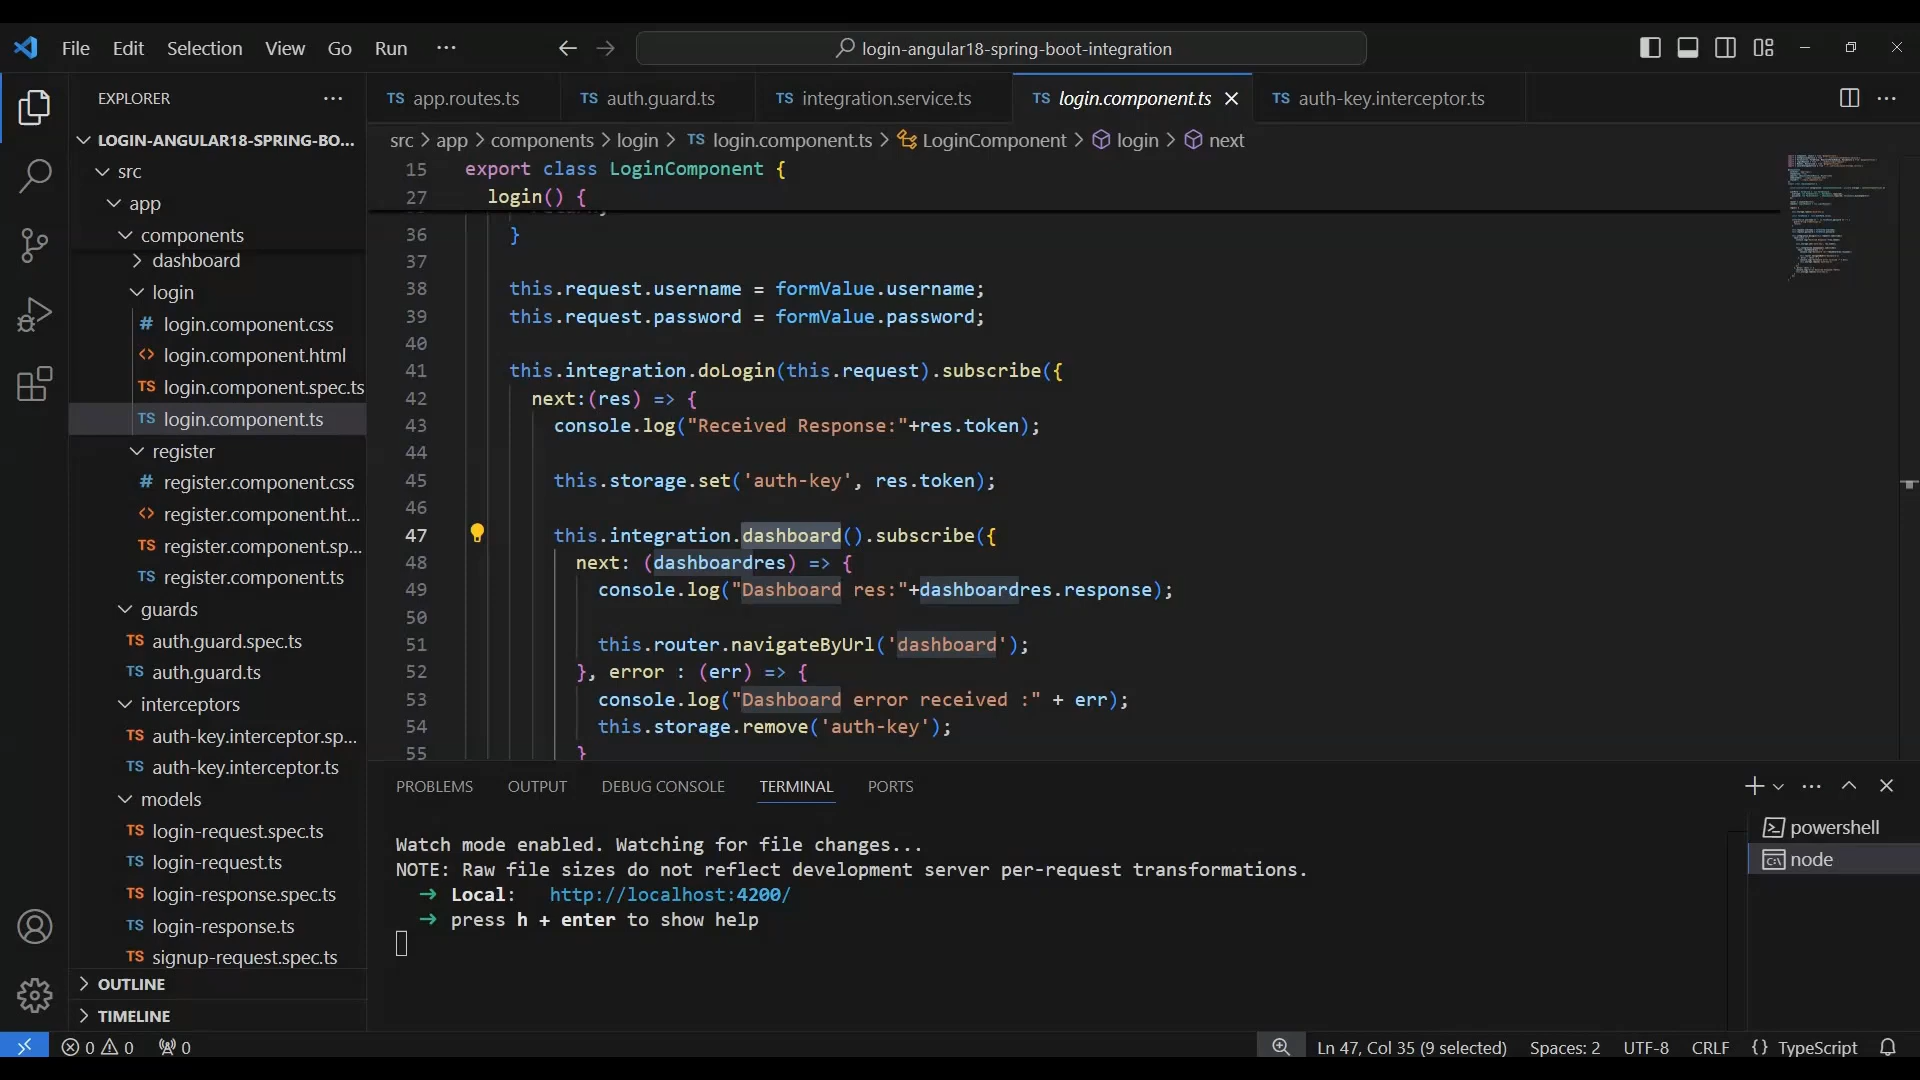 File Edit Selection View Go Run ···
login-angular18-spring-boot-integration
EXPLORER ···
LOGIN-ANGULAR18-SPRING-BO...
src
app
components
dashboard
login
# login.component.css
<> login.component.html
TS login.component.spec.ts
TS login.component.ts
register
# register.component.css
<> register.component.ht...
TS register.component.sp...
TS register.component.ts
guards
TS auth.guard.spec.ts
TS auth.guard.ts
interceptors
TS auth-key.interceptor.sp...
TS auth-key.interceptor.ts
models
TS login-request.spec.ts
TS login-request.ts
TS login-response.spec.ts
TS login-response.ts
TS signup-request.spec.ts
OUTLINE
TIMELINE
TS app.routes.ts TS auth.guard.ts TS integration.service.ts TS login.component.ts TS auth-key.interceptor.ts
src > app > components > login > TS login.component.ts > LoginComponent > login > next
15 export class LoginComponent {
27 login() {
36 }
37
38 this.request.username = formValue.username;
39 this.request.password = formValue.password;
40
41 this.integration.doLogin(this.request).subscribe({
42 next:(res) => {
43 console.log("Received Response:"+res.token);
44
45 this.storage.set('auth-key', res.token);
46
47 this.integration.dashboard().subscribe({
48 next: (dashboardres) => {
49 console.log("Dashboard res:"+dashboardres.response);
50
51 this.router.navigateByUrl('dashboard');
52 }, error : (err) => {
53 console.log("Dashboard error received :" + err);
54 this.storage.remove('auth-key');
55 }
PROBLEMS OUTPUT DEBUG CONSOLE TERMINAL PORTS
Watch mode enabled. Watching for file changes...
NOTE: Raw file sizes do not reflect development server per-request transformations.
➜ Local: http://localhost:4200/
➜ press h + enter to show help
powershell
node
0 0 0
Ln 47, Col 35 (9 selected) Spaces: 2 UTF-8 CRLF {} TypeScript